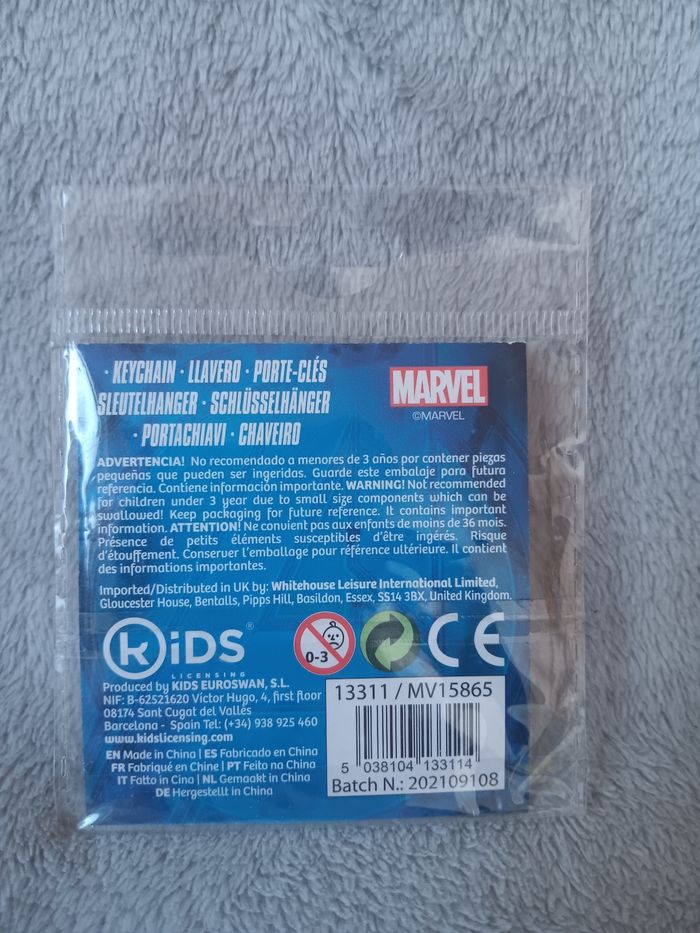 · KEYCHAIN · LLAVERO · PORTE-CLÉS
SLEUTELHANGER · SCHLÜSSELHÄNGER
· PORTACHIAVI · CHAVEIRO
MARVEL
©MARVEL
ADVERTENCIA! No recomendado a menores de 3 años por contener piezas
pequeñas que pueden ser ingeridas. Guarde este embalaje para futura
referencia. Contiene información importante. WARNING! Not recommended
for children under 3 year due to small size components which can be
swallowed! Keep packaging for future reference. It contains important
information. ATTENTION! Ne convient pas aux enfants de moins de 36 mois.
Présence de petits éléments susceptibles d'être ingérés. Risque
d'étouffement. Conserver l'emballage pour référence ultérieure. Il contient
des informations importantes.
Imported/Distributed in UK by: Whitehouse Leisure International Limited,
Gloucester House, Bentalls, Pipps Hill, Basildon, Essex, SS14 3BX, United Kingdom.
KiDS®
LICENSING
0-3
CE
Produced by KIDS EUROSWAN, S.L.
NIF: B-62521620 Víctor Hugo, 4, first floor
08174 Sant Cugat del Vallés
Barcelona - Spain Tel: (+34) 938 925 460
www.kidslicensing.com
EN Made in China | ES Fabricado en China
FR Fabriqué en Chine | PT Feito na China
IT Fatto in Cina | NL Gemaakt in China
DE Hergestellt in China
13311 / MV15865
5 038104 133114
Batch N.: 202109108